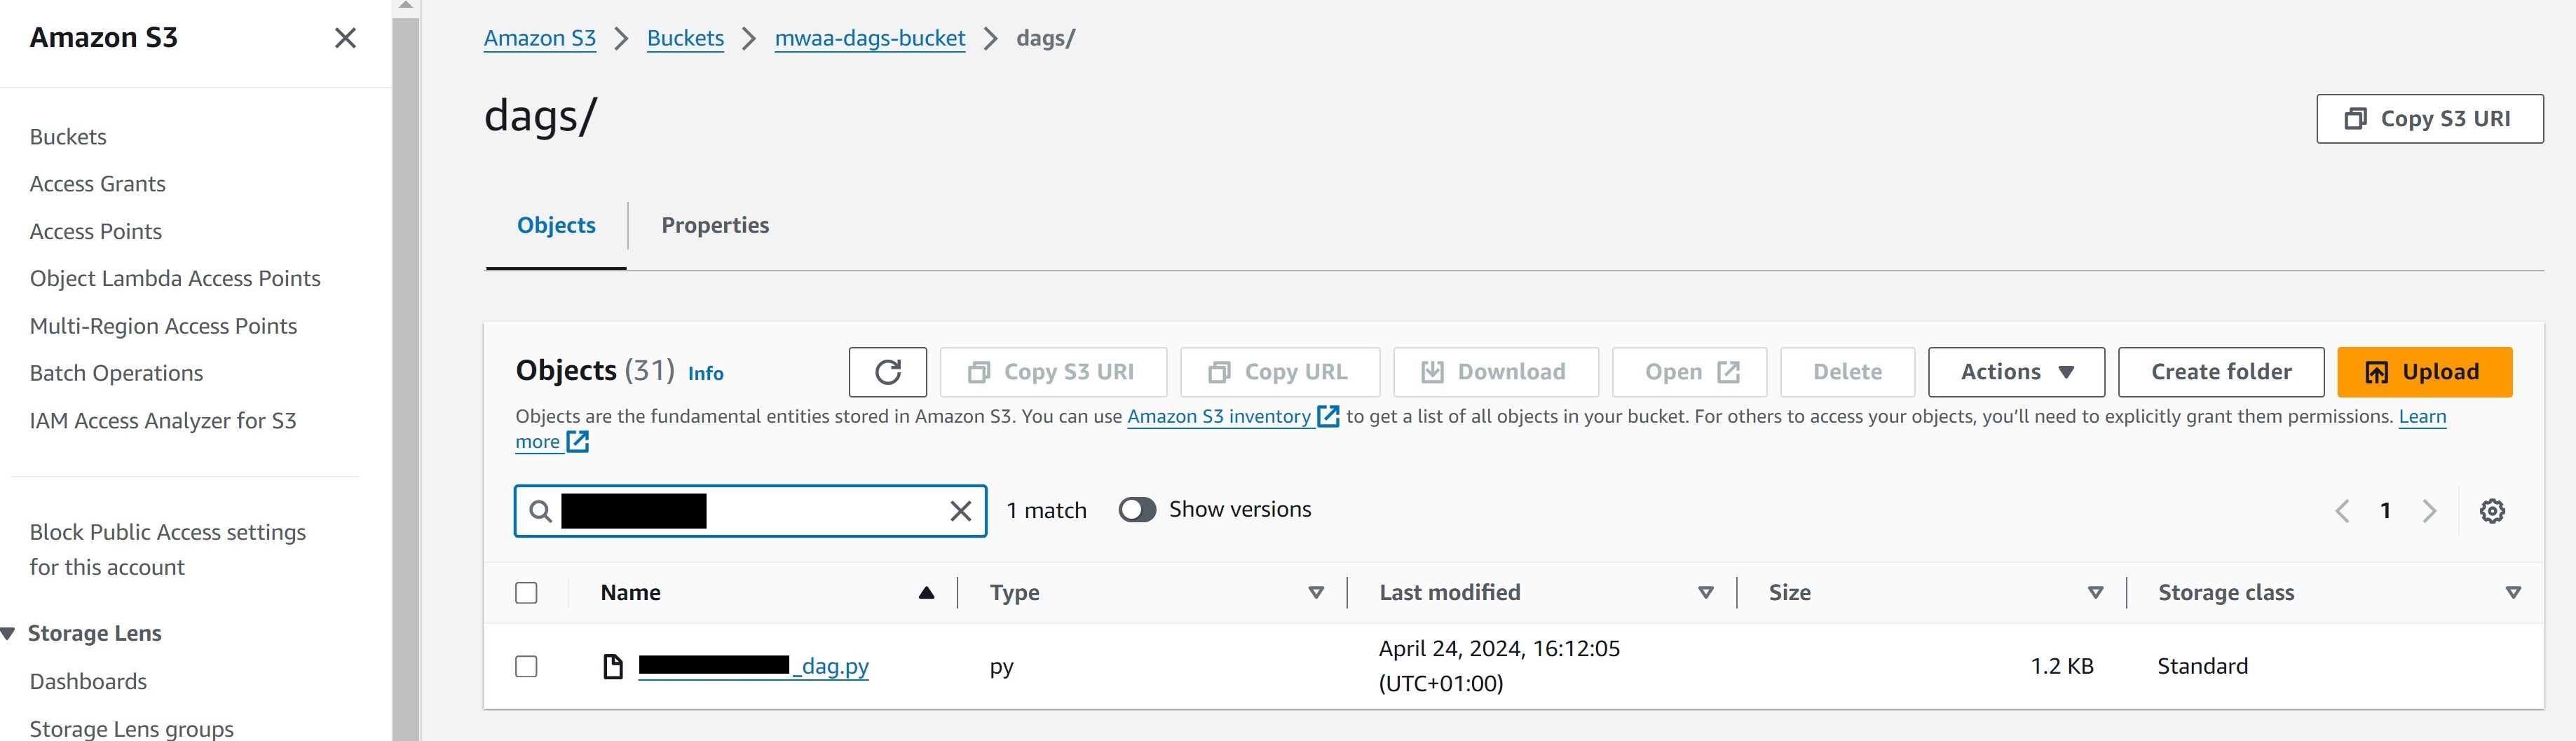 Amazon S3
Buckets
Access Grants
Access Points
Object Lambda Access Points
Multi-Region Access Points
Batch Operations
IAM Access Analyzer for S3
Block Public Access settings
for this account
Storage Lens
Dashboards
Storage Lens groups
Amazon S3 Buckets mwaa-dags-bucket dags/
dags/
Copy S3 URI
Objects Properties
Objects (31) Info Copy S3 URI Copy URL Download Open Delete Actions Create folder Upload
Objects are the fundamental entities stored in Amazon S3. You can use Amazon S3 inventory to get a list of all objects in your bucket. For others to access your objects, you’ll need to explicitly grant them permissions. Learn
more
1 match Show versions 1
Name Type Last modified Size Storage class
_dag.py py April 24, 2024, 16:12:05 1.2 KB Standard
(UTC+01:00)